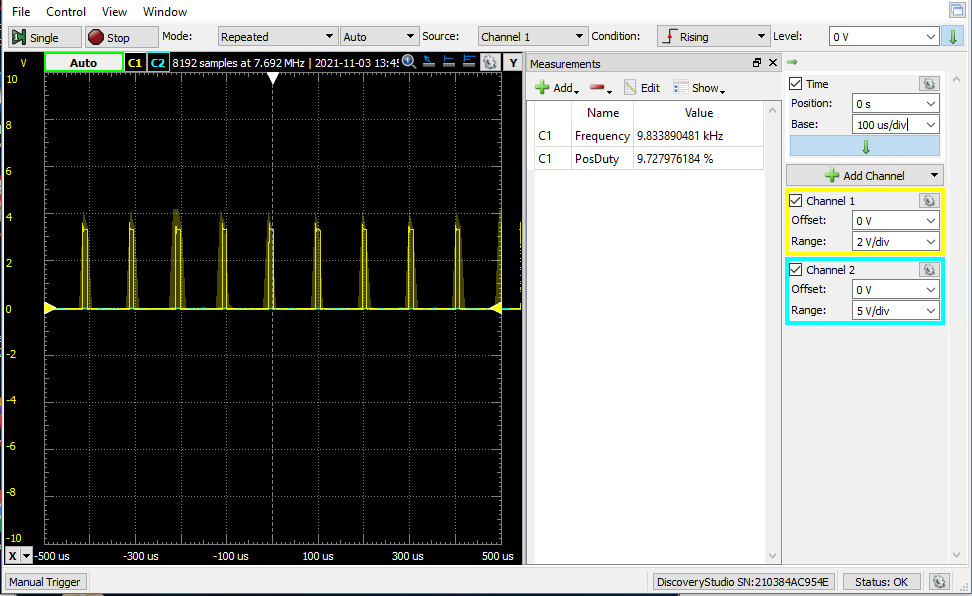 File Control View Window
Single Stop Mode: Repeated Auto Source: Channel 1 Condition: Rising Level: 0 V
V Auto C1 C2 8192 samples at 7.692 MHz | 2021-11-03 13:45 Y
10
8
6
4
2
0
-2
-4
-6
-8
-10
X -500 us -300 us -100 us 100 us 300 us 500 us
Measurements
Add Edit Show
Name Value
C1 Frequency 9.833890481 kHz
C1 PosDuty 9.727976184 %
Time
Position: 0 s
Base: 100 us/div
Add Channel
Channel 1
Offset: 0 V
Range: 2 V/div
Channel 2
Offset: 0 V
Range: 5 V/div
Manual Trigger DiscoveryStudio SN:210384AC954E Status: OK